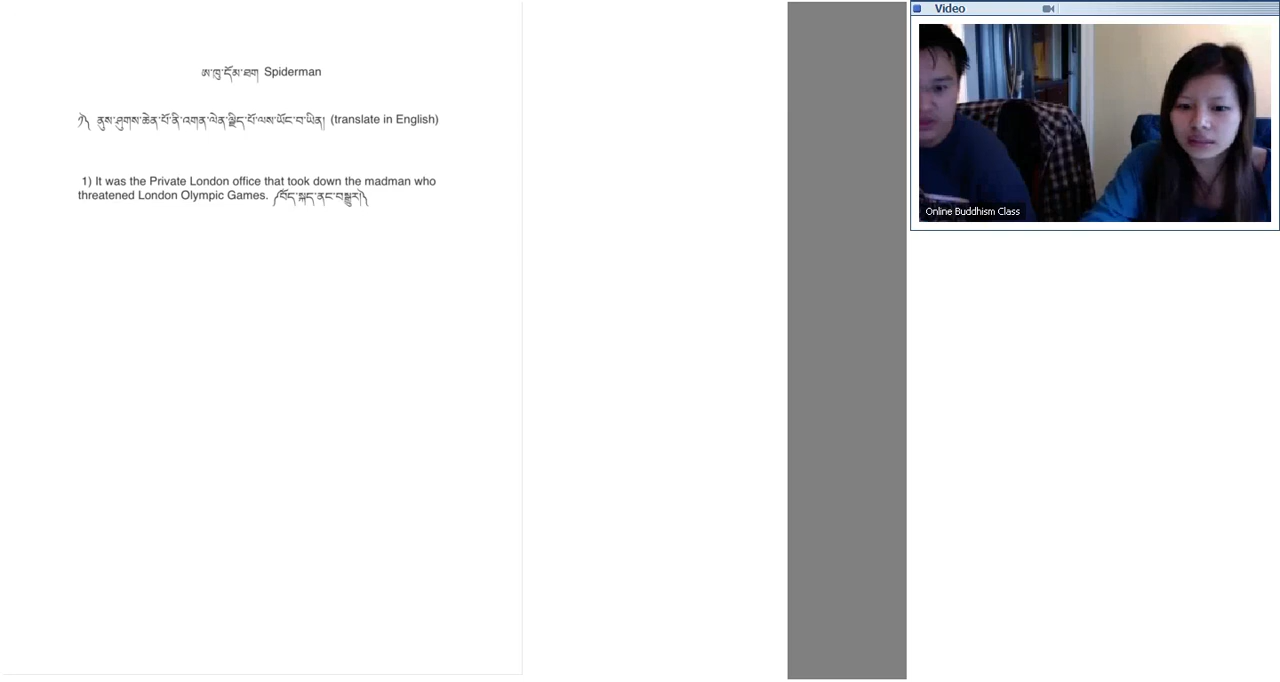 ཨ་ཁུ་དོམ་ཐག Spiderman
༡༽ ནུས་ཤུགས་ཆེན་པོ་ནི་འགན་ལེན་ལྗིད་པོ་ལས་ཡོང་བ་ཡིན། (translate in English)
1) It was the Private London office that took down the madman who
threatened London Olympic Games. ༼བོད་སྐད་ནང་བསྒྱུར།༽
Video
Online Buddhism Class